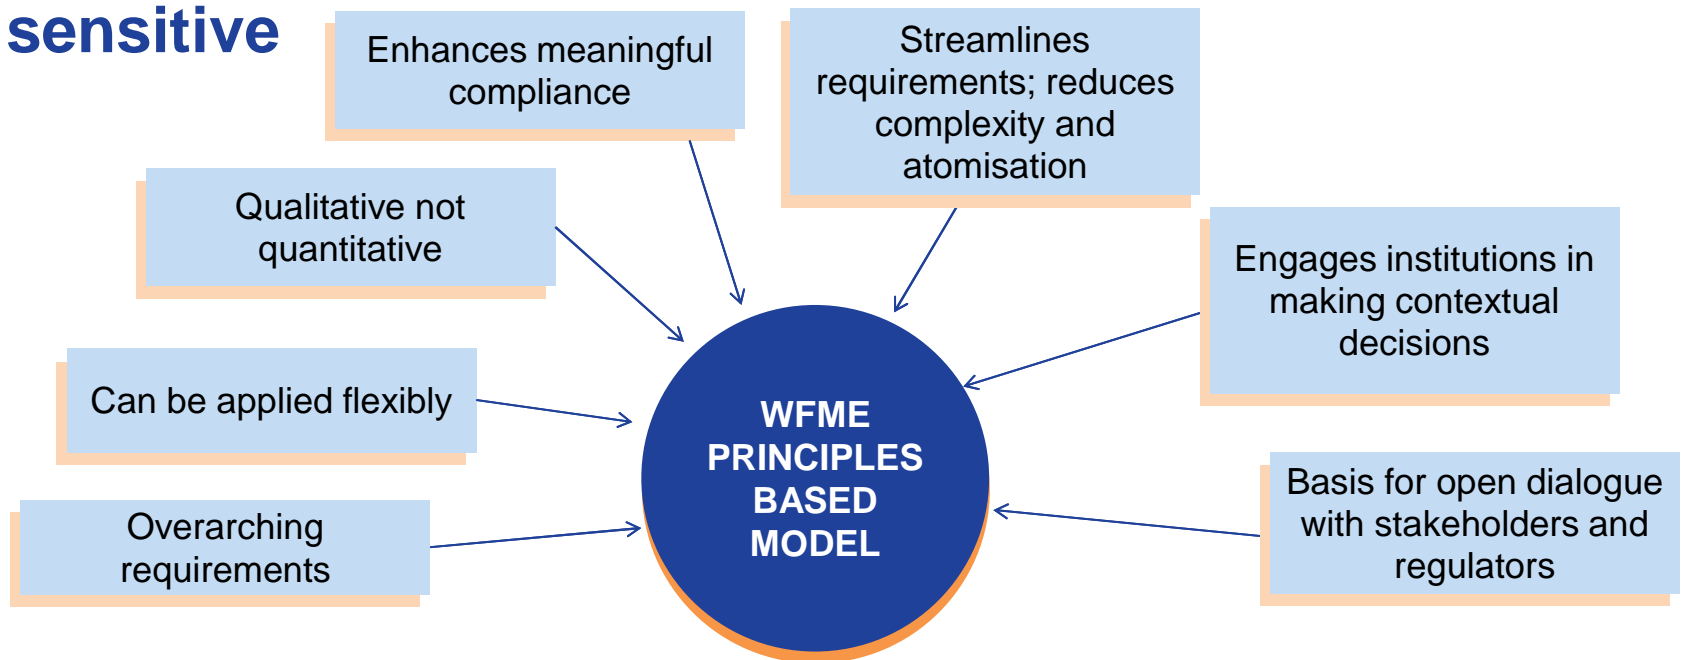 sensitive
Enhances meaningful
compliance
Streamlines
requirements; reduces
complexity and
atomisation
Qualitative not
quantitative
Engages institutions in
making contextual
decisions
Can be applied flexibly
WFME
PRINCIPLES
BASED
MODEL
Overarching
requirements
Basis for open dialogue
with stakeholders and
regulators